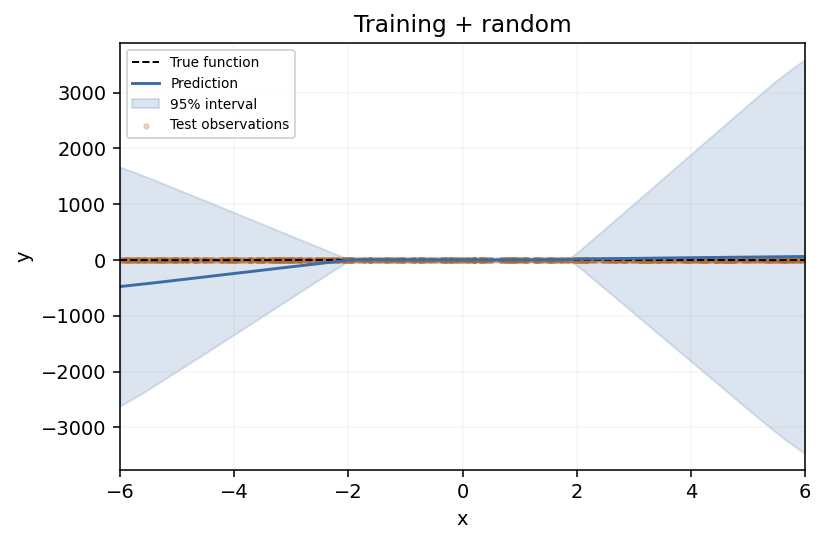 Training + random
True function
Prediction
95% interval
Test observations
3000
2000
1000
0
−1000
−2000
−3000
y
−6 −4 −2 0 2 4 6
x